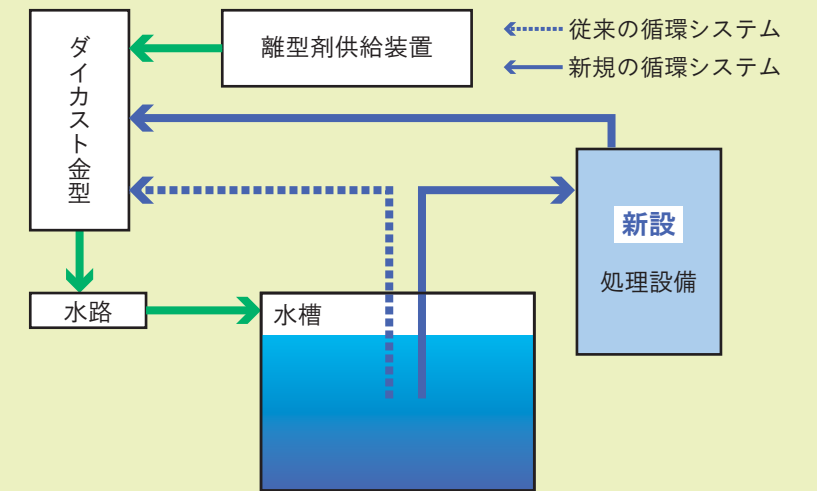 ダイカスト金型
離型剤供給装置
従来の循環システム
新規の循環システム
新設
処理設備
水路
水槽